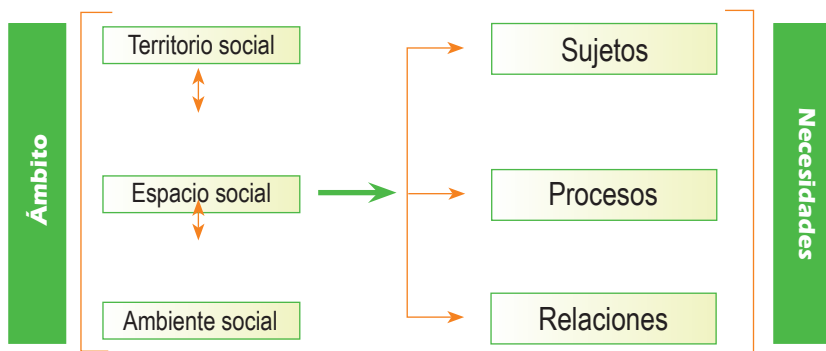 Ámbito
Territorio social
Espacio social
Ambiente social
Sujetos
Procesos
Relaciones
Necesidades